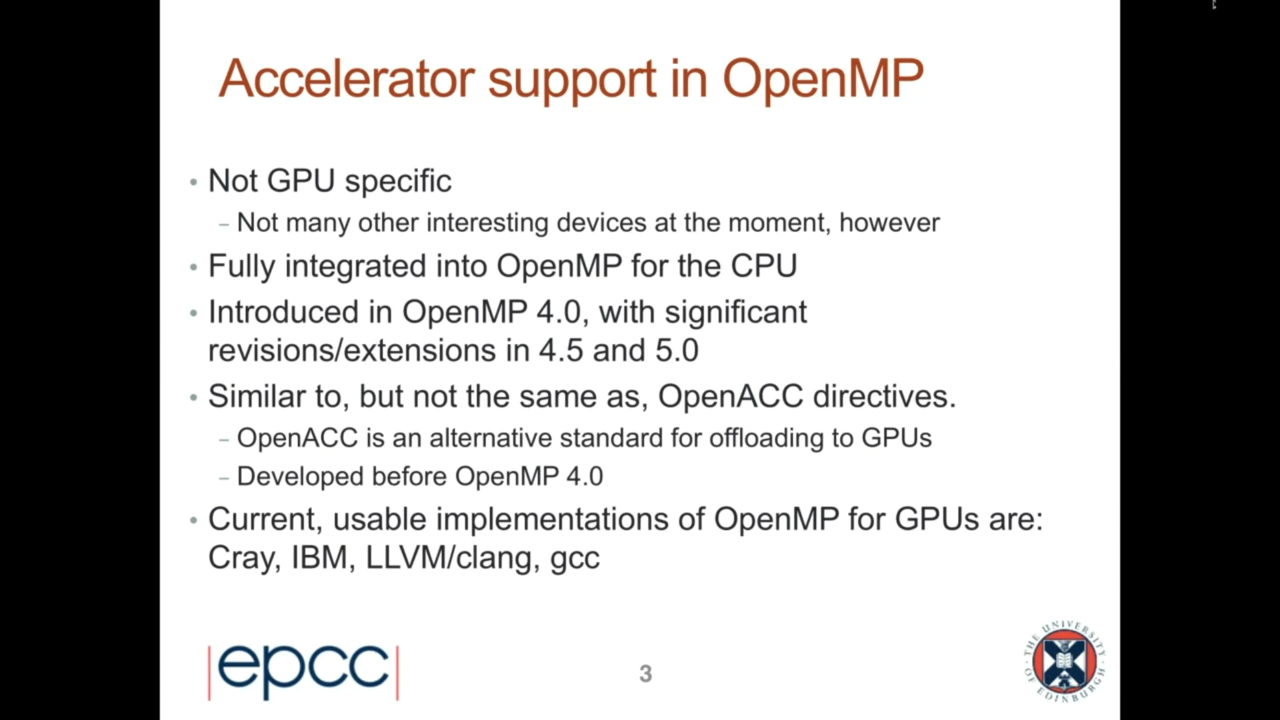 Accelerator support in OpenMP
• Not GPU specific
– Not many other interesting devices at the moment, however
• Fully integrated into OpenMP for the CPU
• Introduced in OpenMP 4.0, with significant
revisions/extensions in 4.5 and 5.0
• Similar to, but not the same as, OpenACC directives.
– OpenACC is an alternative standard for offloading to GPUs
– Developed before OpenMP 4.0
• Current, usable implementations of OpenMP for GPUs are:
Cray, IBM, LLVM/clang, gcc
|epcc|
3
THE UNIVERSITY OF EDINBURGH